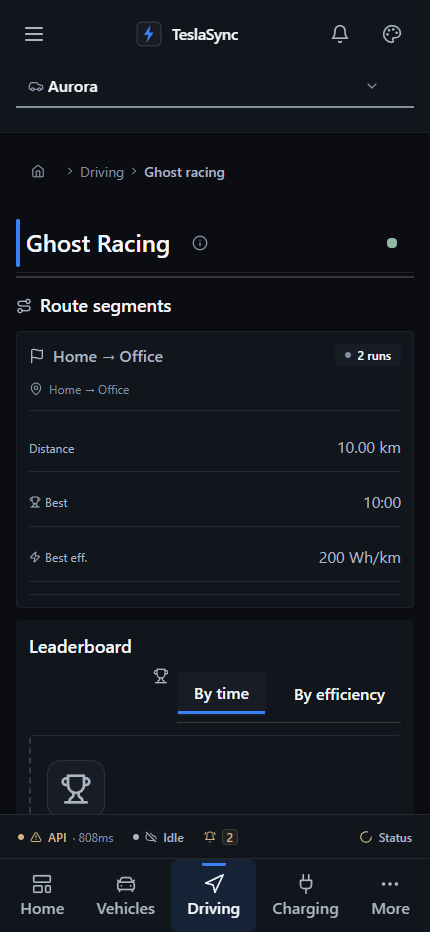 TeslaSync
Aurora
Driving
Ghost racing
Ghost Racing
Route segments
Home → Office
2 runs
Home → Office
Distance
10.00 km
Best
10:00
Best eff.
200 Wh/km
Leaderboard
By time
By efficiency
API · 808ms
Idle
2
Status
Home
Vehicles
Driving
Charging
More